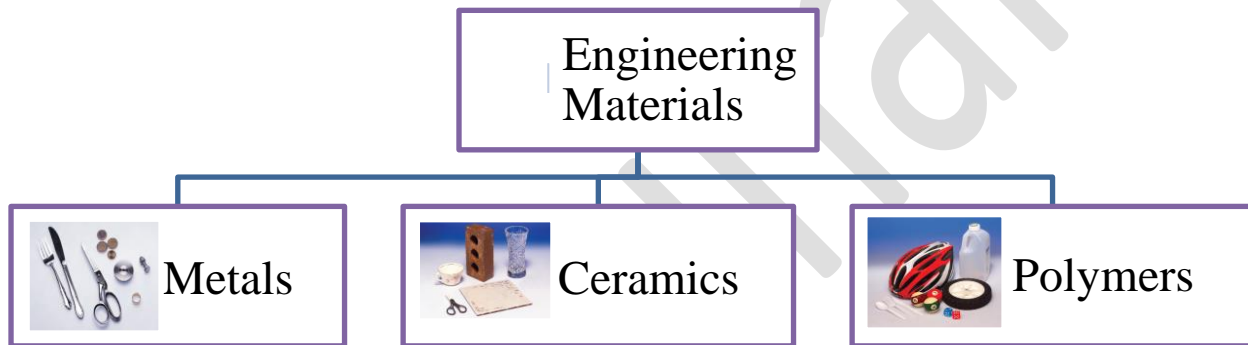 Engineering
Materials
Metals
Ceramics
Polymers